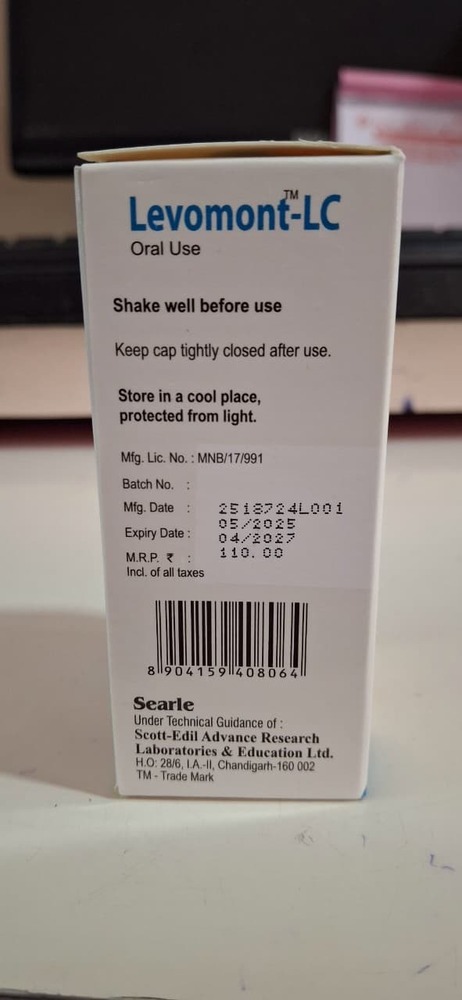 Levomont™-LC
Oral Use
Shake well before use
Keep cap tightly closed after use.
Store in a cool place,
protected from light.
Mfg. Lic. No. : MNB/17/991
Batch No. : 2518724L001
Mfg. Date : 05/2025
Expiry Date : 04/2027
M.R.P. ₹ : 110.00
Incl. of all taxes
8 904159 408064
Searle
Under Technical Guidance of :
Scott-Edil Advance Research
Laboratories & Education Ltd.
H.O: 28/6, I.A.-II, Chandigarh-160 002
TM - Trade Mark